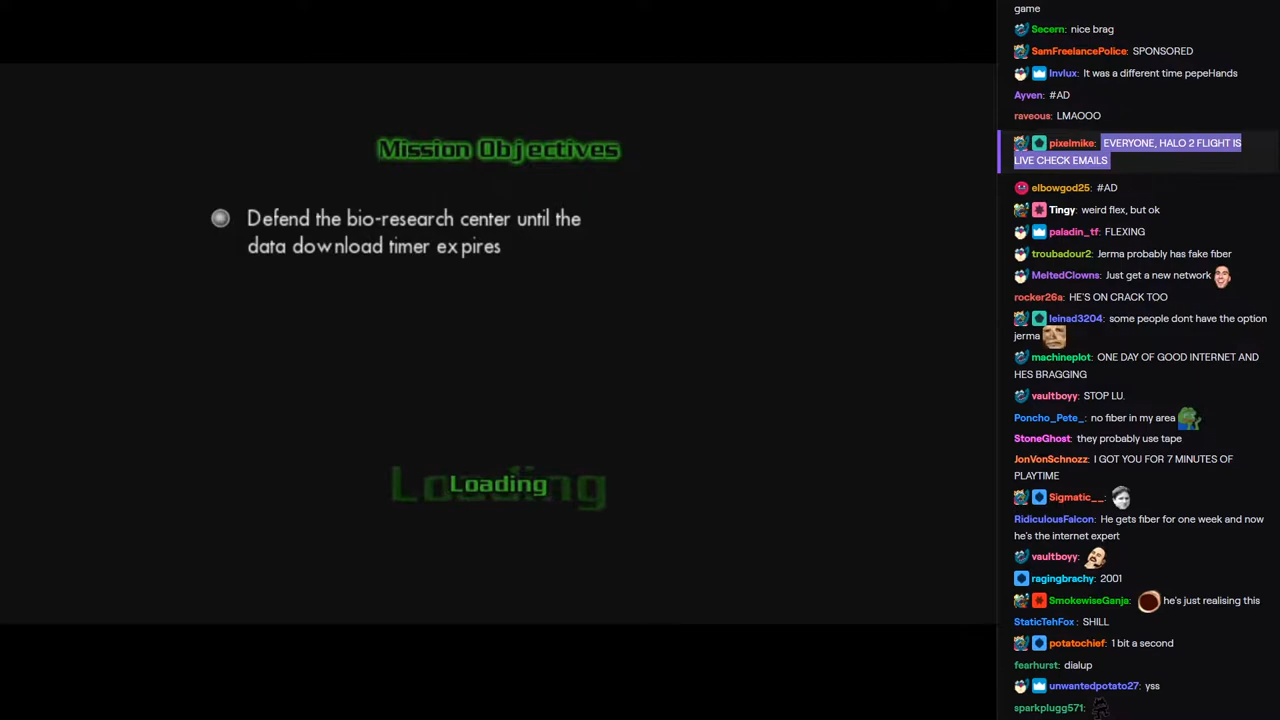 Mission Objectives
Defend the bio-research center until the
data download timer expires
Loading
Loading
game
Secern: nice brag
SamFreelancePolice: SPONSORED
Invlux: It was a different time pepeHands
Ayven: #AD
raveous: LMAOOO
pixelmike: EVERYONE, HALO 2 FLIGHT IS
LIVE CHECK EMAILS
elbowgod25: #AD
Tingy: weird flex, but ok
paladin_tf: FLEXING
troubadour2: Jerma probably has fake fiber
MeltedClowns: Just get a new network
rocker26a: HE'S ON CRACK TOO
leinad3204: some people dont have the option
jerma
machineplot: ONE DAY OF GOOD INTERNET AND
HES BRAGGING
vaultboyy: STOP LU.
Poncho_Pete_: no fiber in my area
StoneGhost: they probably use tape
JonVonSchnozz: I GOT YOU FOR 7 MINUTES OF
PLAYTIME
Sigmatic__:
RidiculousFalcon: He gets fiber for one week and now
he's the internet expert
vaultboyy:
ragingbrachy: 2001
SmokewiseGanja: he's just realising this
StaticTehFox: SHILL
potatochief: 1 bit a second
fearhurst: dialup
unwantedpotato27: yss
sparkplugg571: